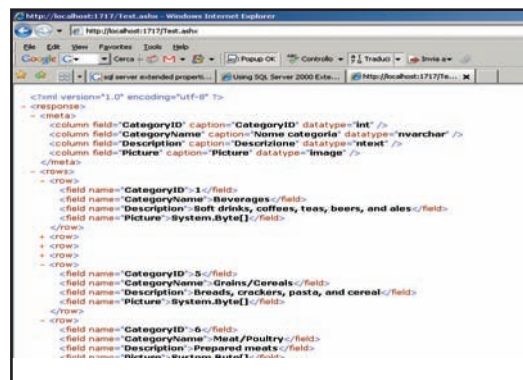 http://localhost:1717/Test.ashx - Windows Internet Explorer
http://localhost:1717/Test.ashx
File Edit View Favorites Tools Help
Google Cerca Popup OK Controllo Traduci Invia a
sql server extended properti... Using SQL Server 2000 Exte... http://localhost:1717/Te...
<?xml version="1.0" encoding="utf-8" ?>
- <response>
- <meta>
<column field="CategoryID" caption="CategoryID" datatype="int" />
<column field="CategoryName" caption="Nome categoria" datatype="nvarchar" />
<column field="Description" caption="Descrizione" datatype="ntext" />
<column field="Picture" caption="Picture" datatype="image" />
</meta>
- <rows>
- <row>
<field name="CategoryID">1</field>
<field name="CategoryName">Beverages</field>
<field name="Description">Soft drinks, coffees, teas, beers, and ales</field>
<field name="Picture">System.Byte[]</field>
</row>
+ <row>
+ <row>
+ <row>
- <row>
<field name="CategoryID">5</field>
<field name="CategoryName">Grains/Cereals</field>
<field name="Description">Breads, crackers, pasta, and cereal</field>
<field name="Picture">System.Byte[]</field>
</row>
- <row>
<field name="CategoryID">6</field>
<field name="CategoryName">Meat/Poultry</field>
<field name="Description">Prepared meats</field>
<field name="Picture">System.Byte[]</field>